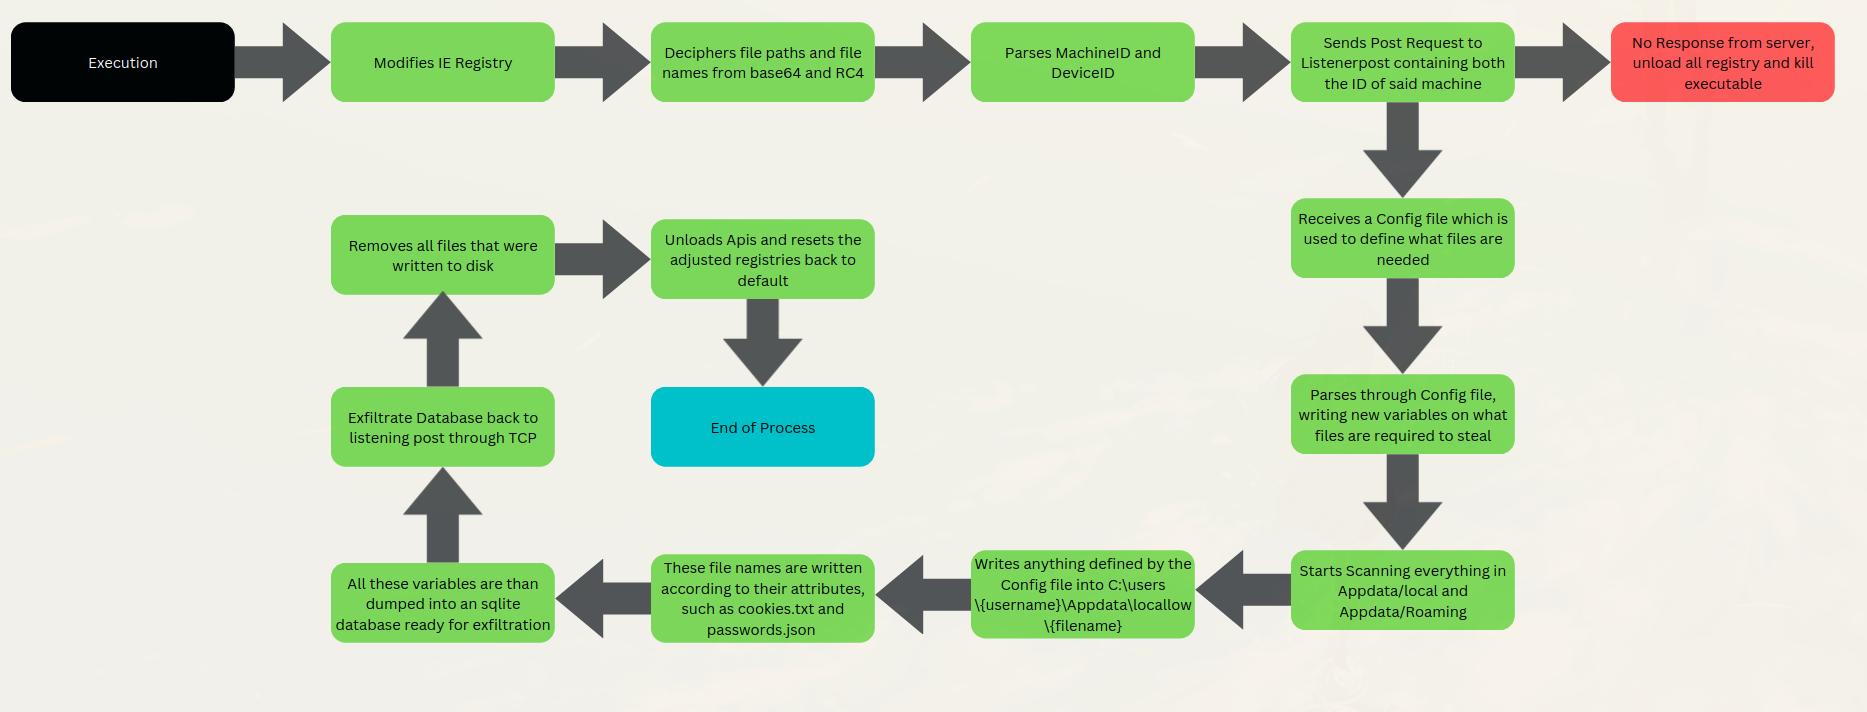 Execution
Modifies IE Registry
Deciphers file paths and file
names from base64 and RC4
Parses MachineID and
DeviceID
Sends Post Request to
Listenerpost containing both
the ID of said machine
No Response from server,
unload all registry and kill
executable
Receives a Config file which is
used to define what files are
needed
Parses through Config file,
writing new variables on what
files are required to steal
Starts Scanning everything in
Appdata/local and
Appdata/Roaming
Writes anything defined by the
Config file into C:\users
\{username}\Appdata\locallow
\{filename}
These file names are written
according to their attributes,
such as cookies.txt and
passwords.json
All these variables are than
dumped into an sqlite
database ready for exfiltration
Exfiltrate Database back to
listening post through TCP
Removes all files that were
written to disk
Unloads Apis and resets the
adjusted registries back to
default
End of Process